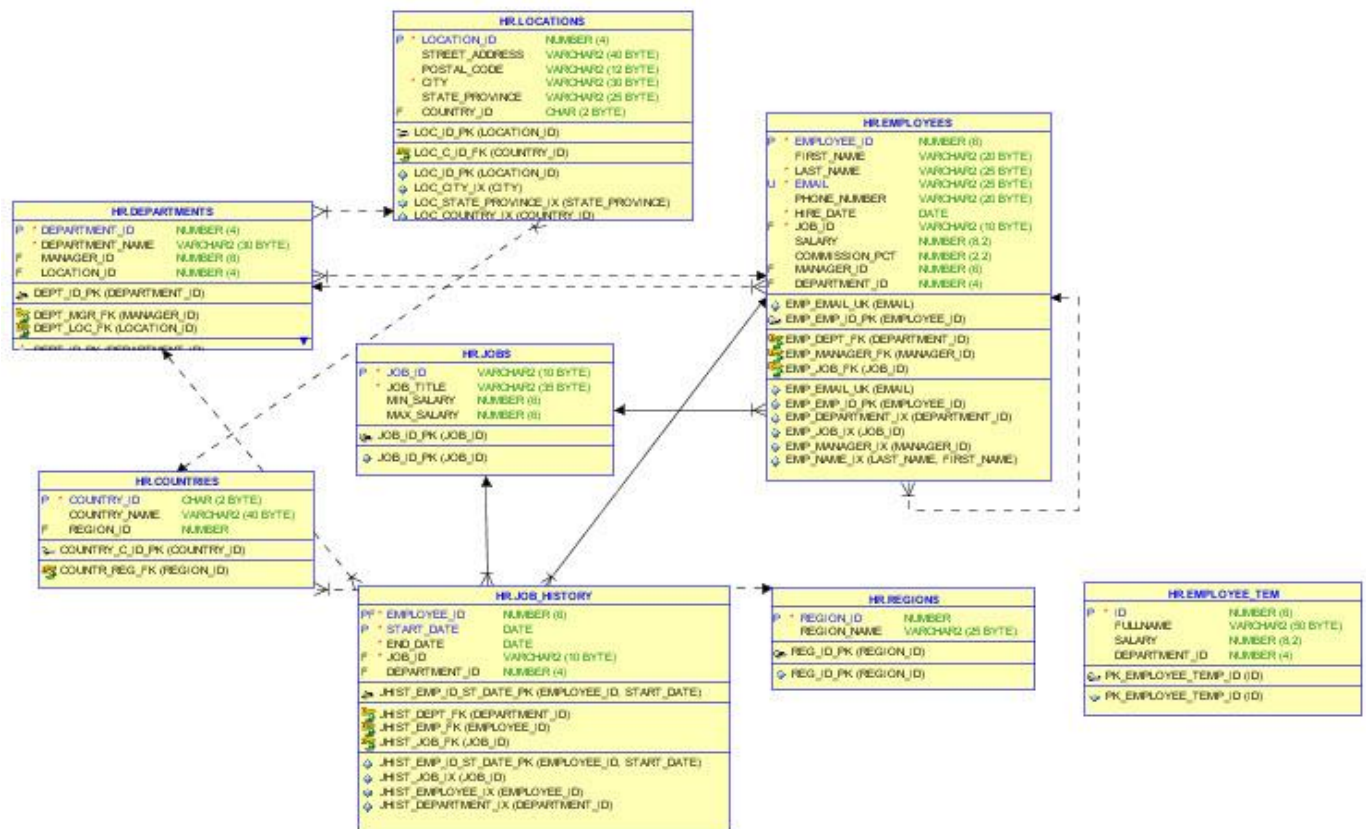 HR.LOCATIONS
P * LOCATION_ID NUMBER (4)
STREET_ADDRESS VARCHAR2 (40 BYTE)
POSTAL_CODE VARCHAR2 (12 BYTE)
* CITY VARCHAR2 (30 BYTE)
STATE_PROVINCE VARCHAR2 (25 BYTE)
F COUNTRY_ID CHAR (2 BYTE)
LOC_ID_PK (LOCATION_ID)
LOC_C_ID_FK (COUNTRY_ID)
LOC_ID_PK (LOCATION_ID)
LOC_CITY_IX (CITY)
LOC_STATE_PROVINCE_IX (STATE_PROVINCE)
LOC_COUNTRY_IX (COUNTRY_ID)
HR.EMPLOYEES
P * EMPLOYEE_ID NUMBER (6)
FIRST_NAME VARCHAR2 (20 BYTE)
* LAST_NAME VARCHAR2 (25 BYTE)
U * EMAIL VARCHAR2 (25 BYTE)
PHONE_NUMBER VARCHAR2 (20 BYTE)
* HIRE_DATE DATE
F * JOB_ID VARCHAR2 (10 BYTE)
SALARY NUMBER (8,2)
COMMISSION_PCT NUMBER (2,2)
F MANAGER_ID NUMBER (6)
F DEPARTMENT_ID NUMBER (4)
EMP_EMAIL_UK (EMAIL)
EMP_EMP_ID_PK (EMPLOYEE_ID)
EMP_DEPT_FK (DEPARTMENT_ID)
EMP_MANAGER_FK (MANAGER_ID)
EMP_JOB_FK (JOB_ID)
EMP_EMAIL_UK (EMAIL)
EMP_EMP_ID_PK (EMPLOYEE_ID)
EMP_DEPARTMENT_IX (DEPARTMENT_ID)
EMP_JOB_IX (JOB_ID)
EMP_MANAGER_IX (MANAGER_ID)
EMP_NAME_IX (LAST_NAME, FIRST_NAME)
HR.DEPARTMENTS
P * DEPARTMENT_ID NUMBER (4)
* DEPARTMENT_NAME VARCHAR2 (30 BYTE)
F MANAGER_ID NUMBER (6)
F LOCATION_ID NUMBER (4)
DEPT_ID_PK (DEPARTMENT_ID)
DEPT_MGR_FK (MANAGER_ID)
DEPT_LOC_FK (LOCATION_ID)
DEPT_ID_PK (DEPARTMENT_ID)
HR.JOBS
P * JOB_ID VARCHAR2 (10 BYTE)
* JOB_TITLE VARCHAR2 (35 BYTE)
MIN_SALARY NUMBER (6)
MAX_SALARY NUMBER (6)
JOB_ID_PK (JOB_ID)
JOB_ID_PK (JOB_ID)
HR.COUNTRIES
P * COUNTRY_ID CHAR (2 BYTE)
COUNTRY_NAME VARCHAR2 (40 BYTE)
F REGION_ID NUMBER
COUNTRY_C_ID_PK (COUNTRY_ID)
COUNTR_REG_FK (REGION_ID)
HR.JOB_HISTORY
PF * EMPLOYEE_ID NUMBER (6)
P * START_DATE DATE
* END_DATE DATE
F * JOB_ID VARCHAR2 (10 BYTE)
F DEPARTMENT_ID NUMBER (4)
JHIST_EMP_ID_ST_DATE_PK (EMPLOYEE_ID, START_DATE)
JHIST_DEPT_FK (DEPARTMENT_ID)
JHIST_EMP_FK (EMPLOYEE_ID)
JHIST_JOB_FK (JOB_ID)
JHIST_EMP_ID_ST_DATE_PK (EMPLOYEE_ID, START_DATE)
JHIST_JOB_IX (JOB_ID)
JHIST_EMPLOYEE_IX (EMPLOYEE_ID)
JHIST_DEPARTMENT_IX (DEPARTMENT_ID)
HR.REGIONS
P * REGION_ID NUMBER
REGION_NAME VARCHAR2 (25 BYTE)
REG_ID_PK (REGION_ID)
REG_ID_PK (REGION_ID)
HR.EMPLOYEE_TEM
P * ID NUMBER (6)
FULLNAME VARCHAR2 (50 BYTE)
SALARY NUMBER (8,2)
DEPARTMENT_ID NUMBER (4)
PK_EMPLOYEE_TEMP_ID (ID)
PK_EMPLOYEE_TEMP_ID (ID)